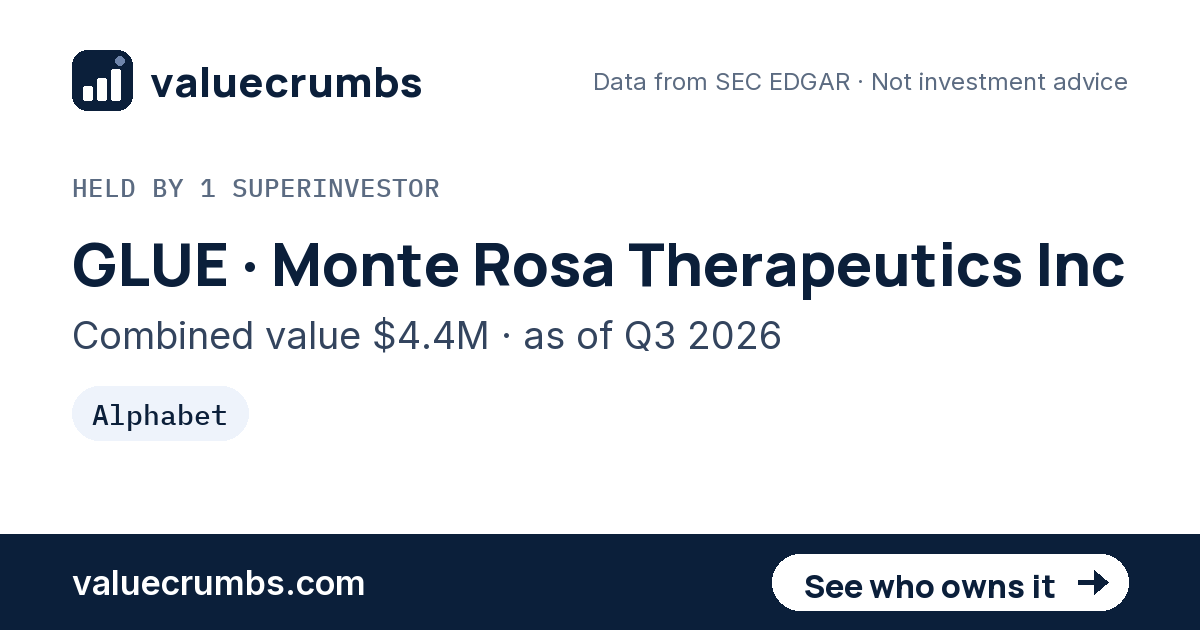 valuecrumbs
Data from SEC EDGAR · Not investment advice
HELD BY 1 SUPERINVESTOR
GLUE · Monte Rosa Therapeutics Inc
Combined value $4.4M · as of Q3 2026
Alphabet
valuecrumbs.com
See who owns it →